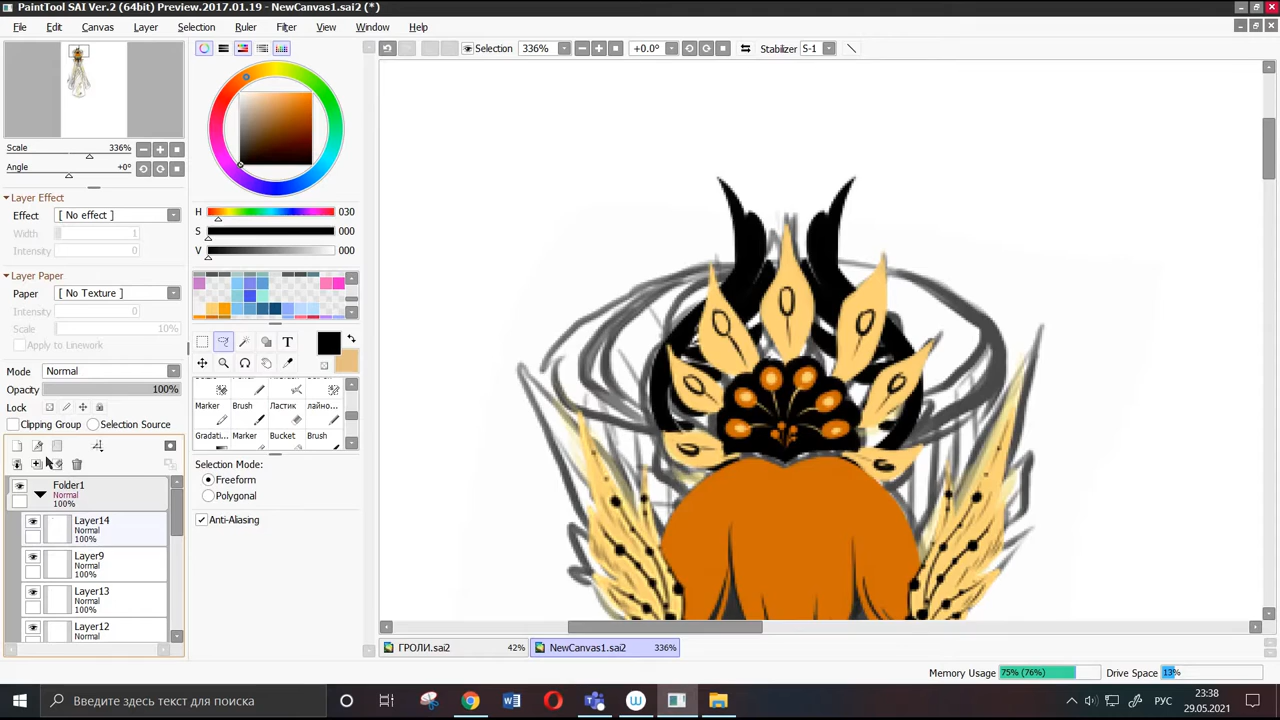 PaintTool SAI Ver.2 (64bit) Preview.2017.01.19 - NewCanvas1.sai2 (*)
File Edit Canvas Layer Selection Ruler Filter View Window Help
Selection 336% +0.0° Stabilizer S-1
Scale 336%
Angle +0°
Layer Effect
Effect [ No effect ]
Width 1
Intensity 0
Layer Paper
Paper [ No Texture ]
Intensity 0
Scale 10%
Apply to Linework
Mode Normal
Opacity 100%
Lock
Clipping Group Selection Source
Folder1
Normal
100%
Layer14
Normal
100%
Layer9
Normal
100%
Layer13
Normal
100%
Layer12
Normal
H 030
S 000
V 000
T
Marker Brush Ластик лайно...
Gradati... Marker Bucket Brush
Selection Mode:
Freeform
Polygonal
Anti-Aliasing
ГРОЛИ.sai2 42% NewCanvas1.sai2 336%
Memory Usage 75% (76%) Drive Space 13%
Введите здесь текст для поиска
РУС
23:38
29.05.2021